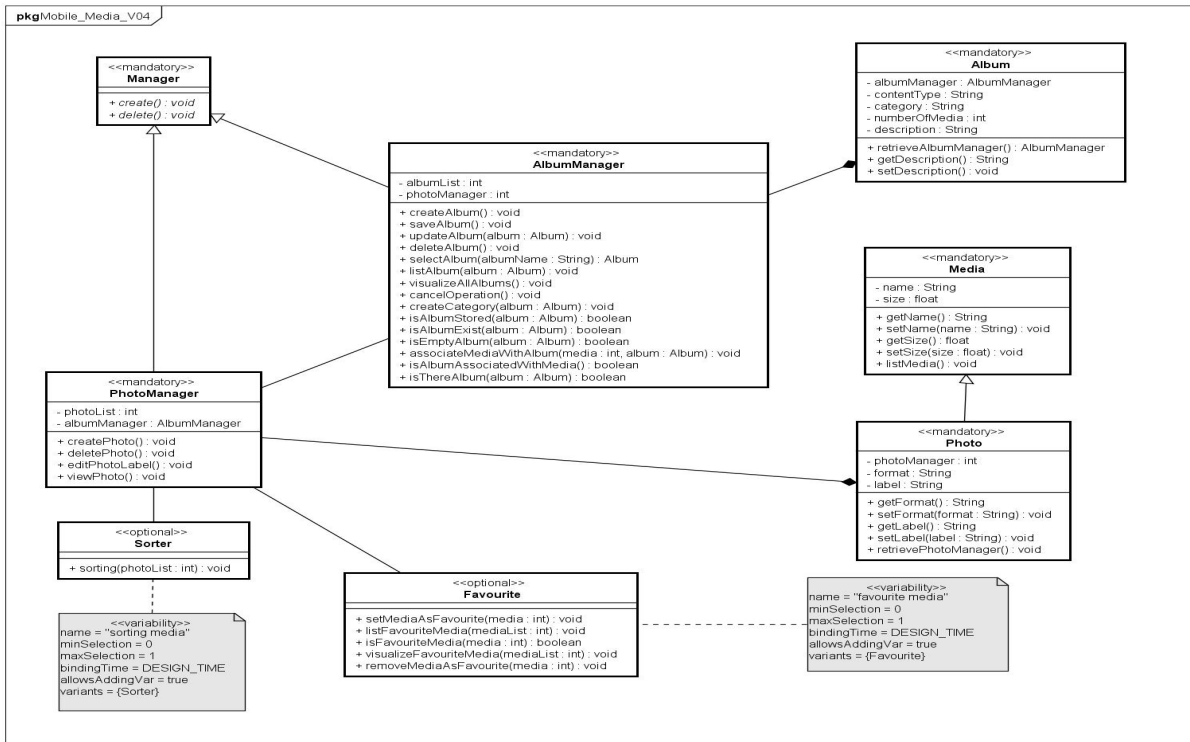 pkg Mobile_Media_V04
<<mandatory>>
Manager
+ create() : void
+ delete() : void
<<mandatory>>
AlbumManager
- albumList : int
- photoManager : int
+ createAlbum() : void
+ saveAlbum() : void
+ updateAlbum(album : Album) : void
+ deleteAlbum() : void
+ selectAlbum(albumName : String) : Album
+ listAlbum(album : Album) : void
+ visualizeAllAlbums() : void
+ cancelOperation() : void
+ createCategory(album : Album) : void
+ isAlbumStored(album : Album) : boolean
+ isAlbumExist(album : Album) : boolean
+ isEmptyAlbum(album : Album) : boolean
+ associateMediaWithAlbum(media : int, album : Album) : void
+ isAlbumAssociatedWithMedia() : boolean
+ isThereAlbum(album : Album) : boolean
<<mandatory>>
Album
- albumManager : AlbumManager
- contentType : String
- category : String
- numberOfMedia : int
- description : String
+ retrieveAlbumManager() : AlbumManager
+ getDescription() : String
+ setDescription() : void
<<mandatory>>
Media
- name : String
- size : float
+ getName() : String
+ setName(name : String) : void
+ getSize() : float
+ setSize(size : float) : void
+ listMedia() : void
<<mandatory>>
PhotoManager
- photoList : int
- albumManager : AlbumManager
+ createPhoto() : void
+ deletePhoto() : void
+ editPhotoLabel() : void
+ viewPhoto() : void
<<mandatory>>
Photo
- photoManager : int
- format : String
- label : String
+ getFormat() : String
+ setFormat(format : String) : void
+ getLabel() : String
+ setLabel(label : String) : void
+ retrievePhotoManager() : void
<<optional>>
Sorter
+ sorting(photoList : int) : void
<<optional>>
Favourite
+ setMediaAsFavourite(media : int) : void
+ listFavouriteMedia(mediaList : int) : void
+ isFavouriteMedia(media : int) : boolean
+ visualizeFavouriteMedia(mediaList : int) : void
+ removeMediaAsFavourite(media : int) : void
<<variability>>
name = "sorting media"
minSelection = 0
maxSelection = 1
bindingTime = DESIGN_TIME
allowsAddingVar = true
variants = {Sorter}
<<variability>>
name = "favourite media"
minSelection = 0
maxSelection = 1
bindingTime = DESIGN_TIME
allowsAddingVar = true
variants = {Favourite}